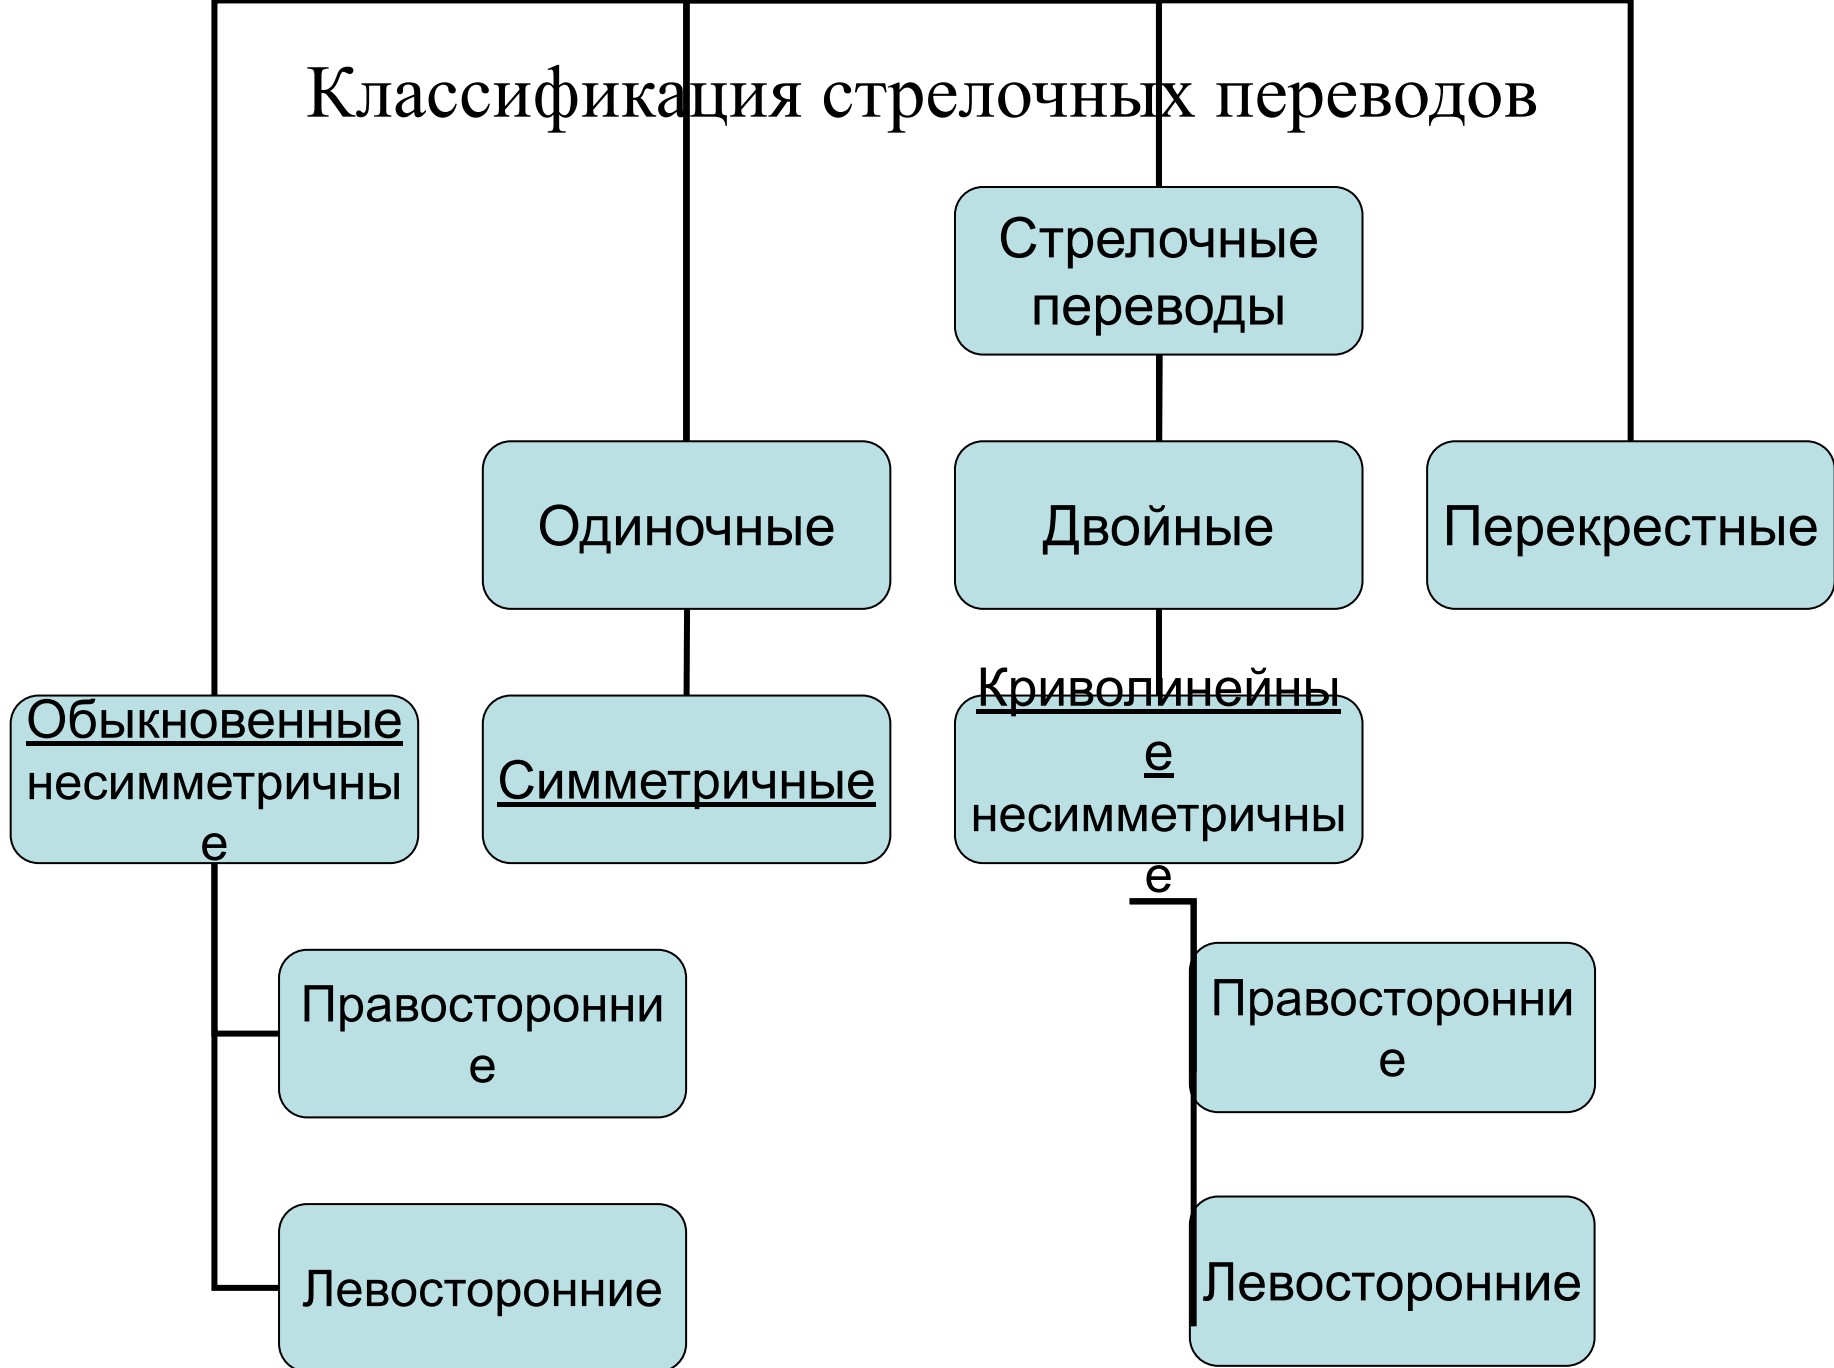 Классификация стрелочных переводов
Стрелочные
переводы
Одиночные
Двойные
Перекрестные
Обыкновенные
несимметричны
е
Симметричные
Криволинейны
е
несимметричны
е
Правосторонни
е
Правосторонни
е
Левосторонние
Левосторонние